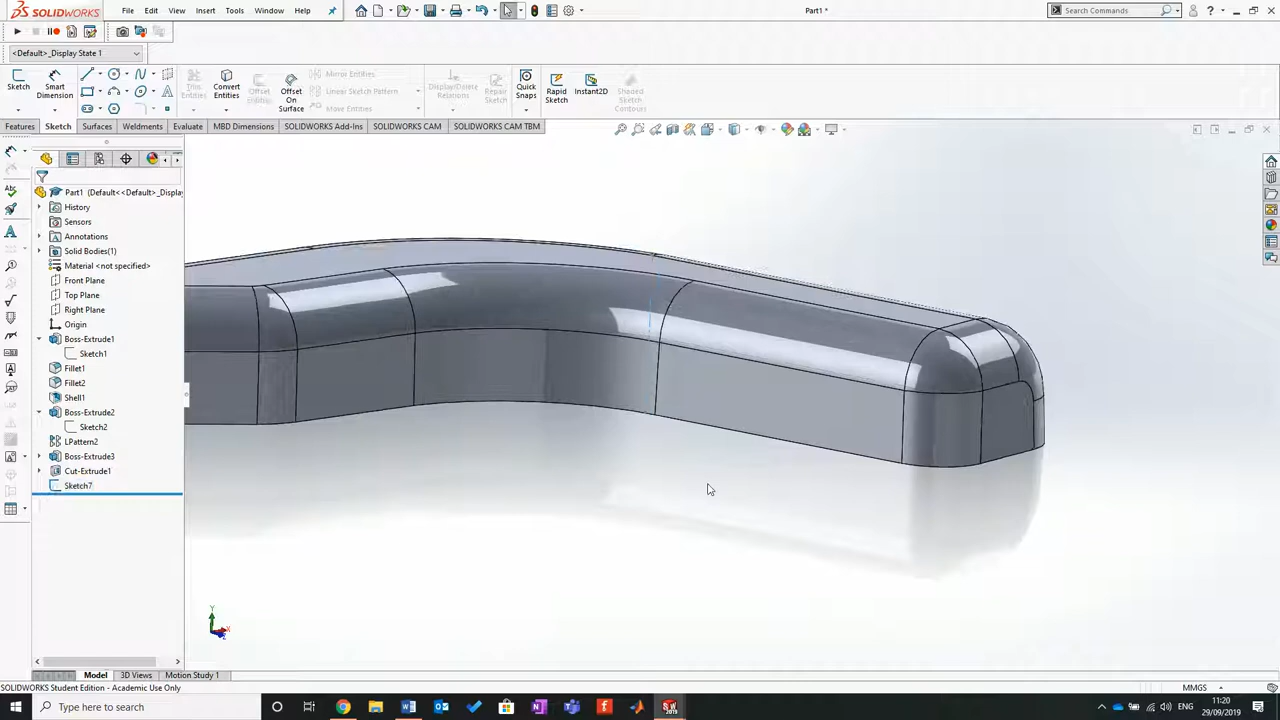 SOLIDWORKS File Edit View Insert Tools Window Help Part1 * Search Commands
<Default>_Display State 1
Sketch Smart Dimension Trim Entities Convert Entities Offset Entities Offset On Surface Mirror Entities Linear Sketch Pattern Move Entities Display/Delete Relations Repair Sketch Quick Snaps Rapid Sketch Instant2D Shaded Sketch Contours
Features Sketch Surfaces Weldments Evaluate MBD Dimensions SOLIDWORKS Add-Ins SOLIDWORKS CAM SOLIDWORKS CAM TBM
Part1 (Default<<Default>_Display
History
Sensors
Annotations
Solid Bodies(1)
Material <not specified>
Front Plane
Top Plane
Right Plane
Origin
Boss-Extrude1
Sketch1
Fillet1
Fillet2
Shell1
Boss-Extrude2
Sketch2
LPattern2
Boss-Extrude3
Cut-Extrude1
Sketch7
Y
X
Z
Model 3D Views Motion Study 1
SOLIDWORKS Student Edition - Academic Use Only MMGS
Type here to search ENG 11:20
29/09/2019